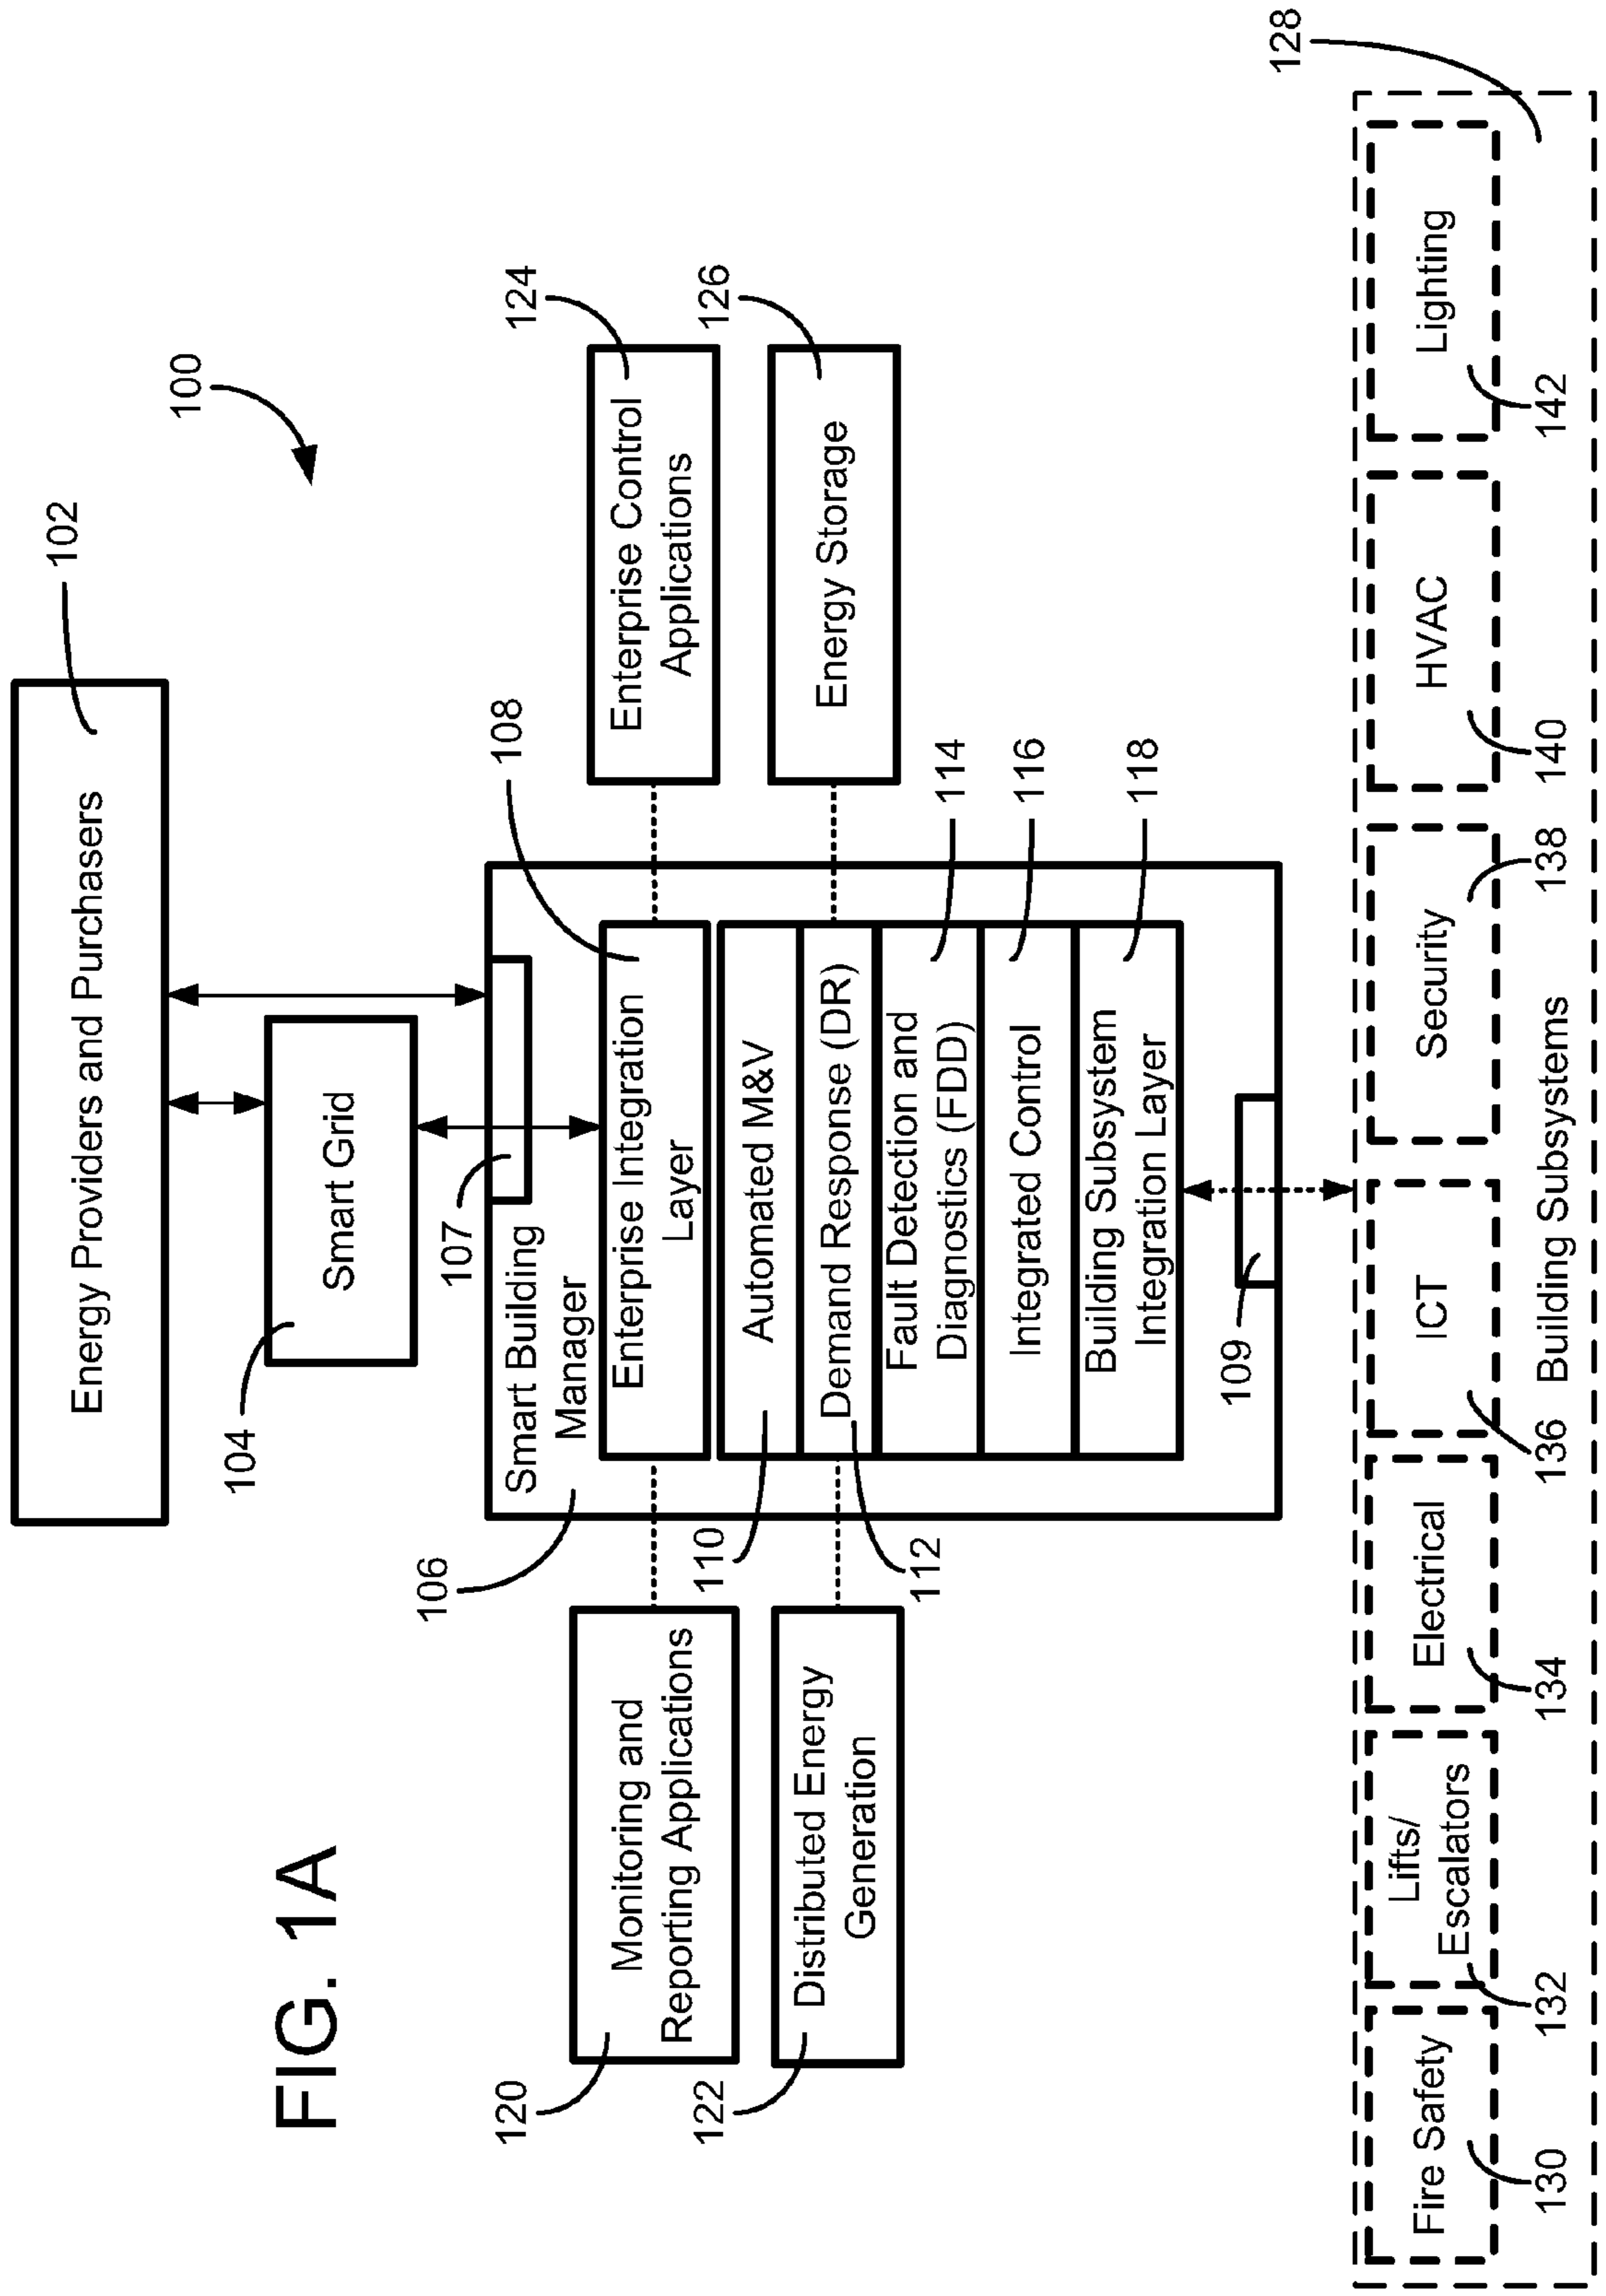 FIG. 1A
100
Energy Providers and Purchasers
102
Smart Grid
104
107
Smart Building
Manager
106
108
Enterprise Integration
Layer
Automated M&V
110
Demand Response (DR)
112
Fault Detection and
Diagnostics (FDD)
114
Integrated Control
116
Building Subsystem
Integration Layer
118
109
Monitoring and
Reporting Applications
120
Distributed Energy
Generation
122
Enterprise Control
Applications
124
Energy Storage
126
128
Fire Safety
130
Lifts/
Escalators
132
Electrical
134
ICT
136
Security
138
HVAC
140
Lighting
142
Building Subsystems